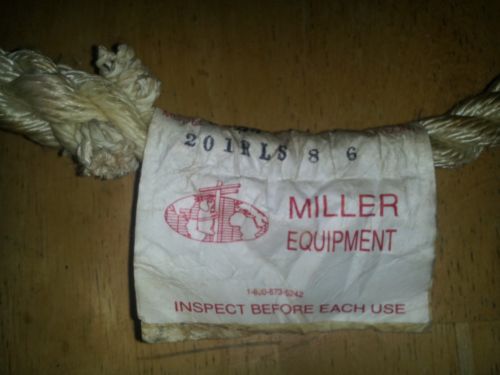 201RLS 8 6
MILLER
EQUIPMENT
1-800-873-5242
INSPECT BEFORE EACH USE